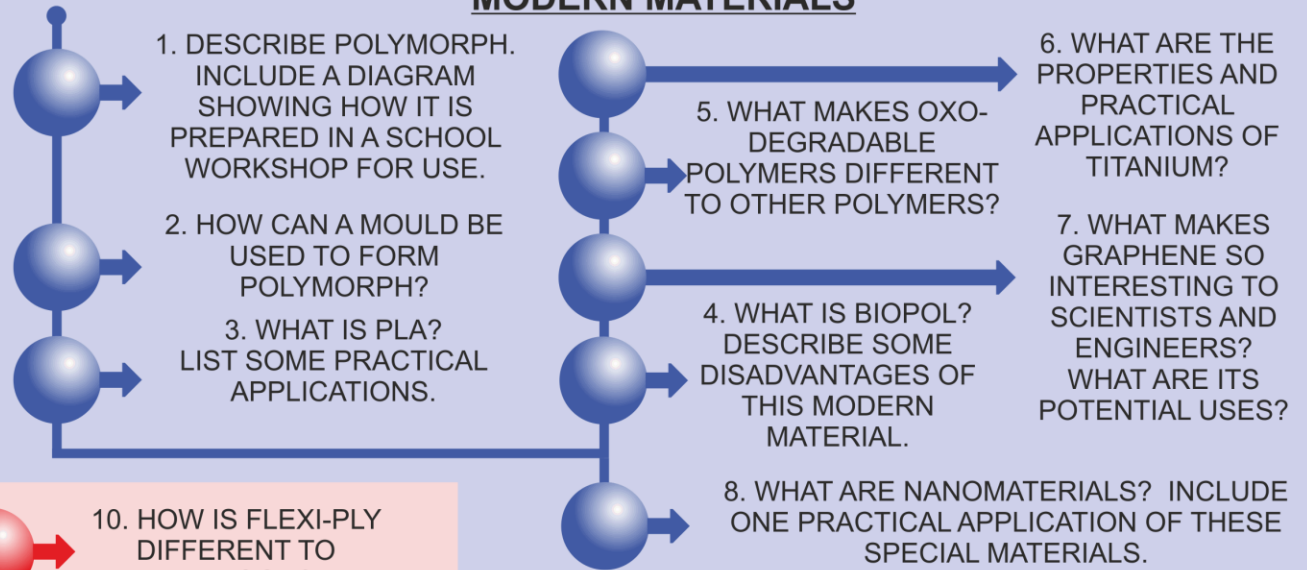 MODERN MATERIALS
1. DESCRIBE POLYMORPH.
INCLUDE A DIAGRAM
SHOWING HOW IT IS
PREPARED IN A SCHOOL
WORKSHOP FOR USE.
2. HOW CAN A MOULD BE
USED TO FORM
POLYMORPH?
3. WHAT IS PLA?
LIST SOME PRACTICAL
APPLICATIONS.
4. WHAT IS BIOPOL?
DESCRIBE SOME
DISADVANTAGES OF
THIS MODERN
MATERIAL.
5. WHAT MAKES OXO-
DEGRADABLE
POLYMERS DIFFERENT
TO OTHER POLYMERS?
6. WHAT ARE THE
PROPERTIES AND
PRACTICAL
APPLICATIONS OF
TITANIUM?
7. WHAT MAKES
GRAPHENE SO
INTERESTING TO
SCIENTISTS AND
ENGINEERS?
WHAT ARE ITS
POTENTIAL USES?
8. WHAT ARE NANOMATERIALS? INCLUDE
ONE PRACTICAL APPLICATION OF THESE
SPECIAL MATERIALS.
10. HOW IS FLEXI-PLY
DIFFERENT TO